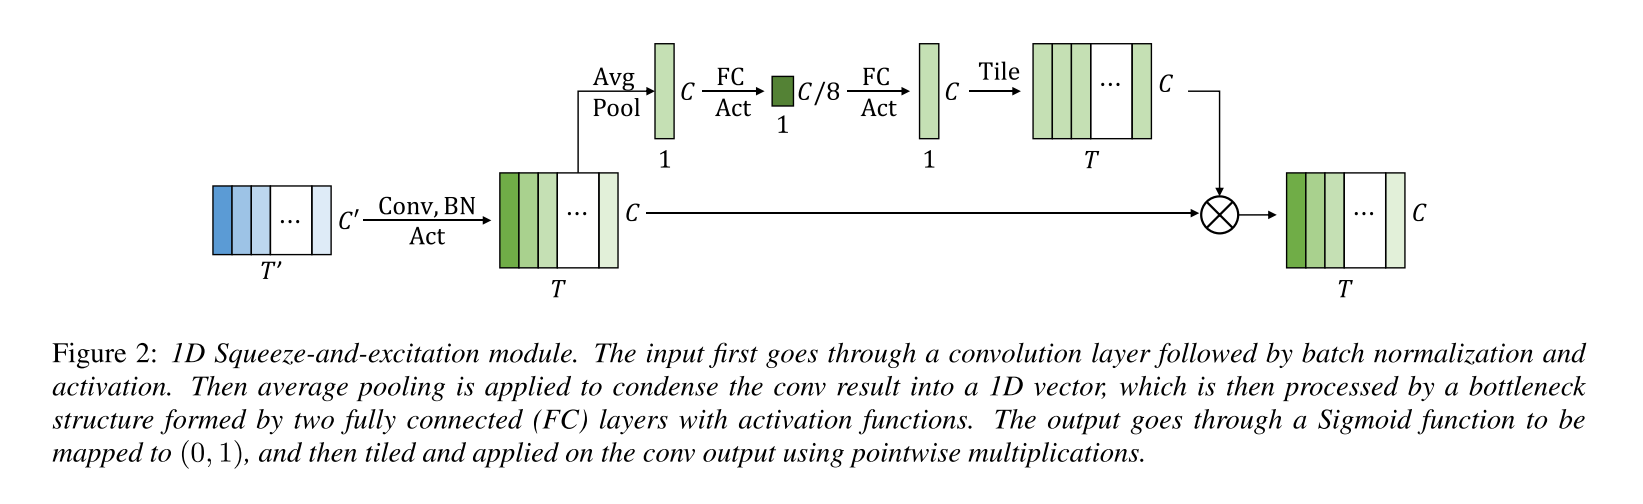 Avg
Pool
C
1
FC
Act
C/8
1
FC
Act
C
1
Tile
... C
T
... C′
T′
Conv, BN
Act
... C
T
... C
T
Figure 2: 1D Squeeze-and-excitation module. The input first goes through a convolution layer followed by batch normalization and
activation. Then average pooling is applied to condense the conv result into a 1D vector, which is then processed by a bottleneck
structure formed by two fully connected (FC) layers with activation functions. The output goes through a Sigmoid function to be
mapped to (0, 1), and then tiled and applied on the conv output using pointwise multiplications.